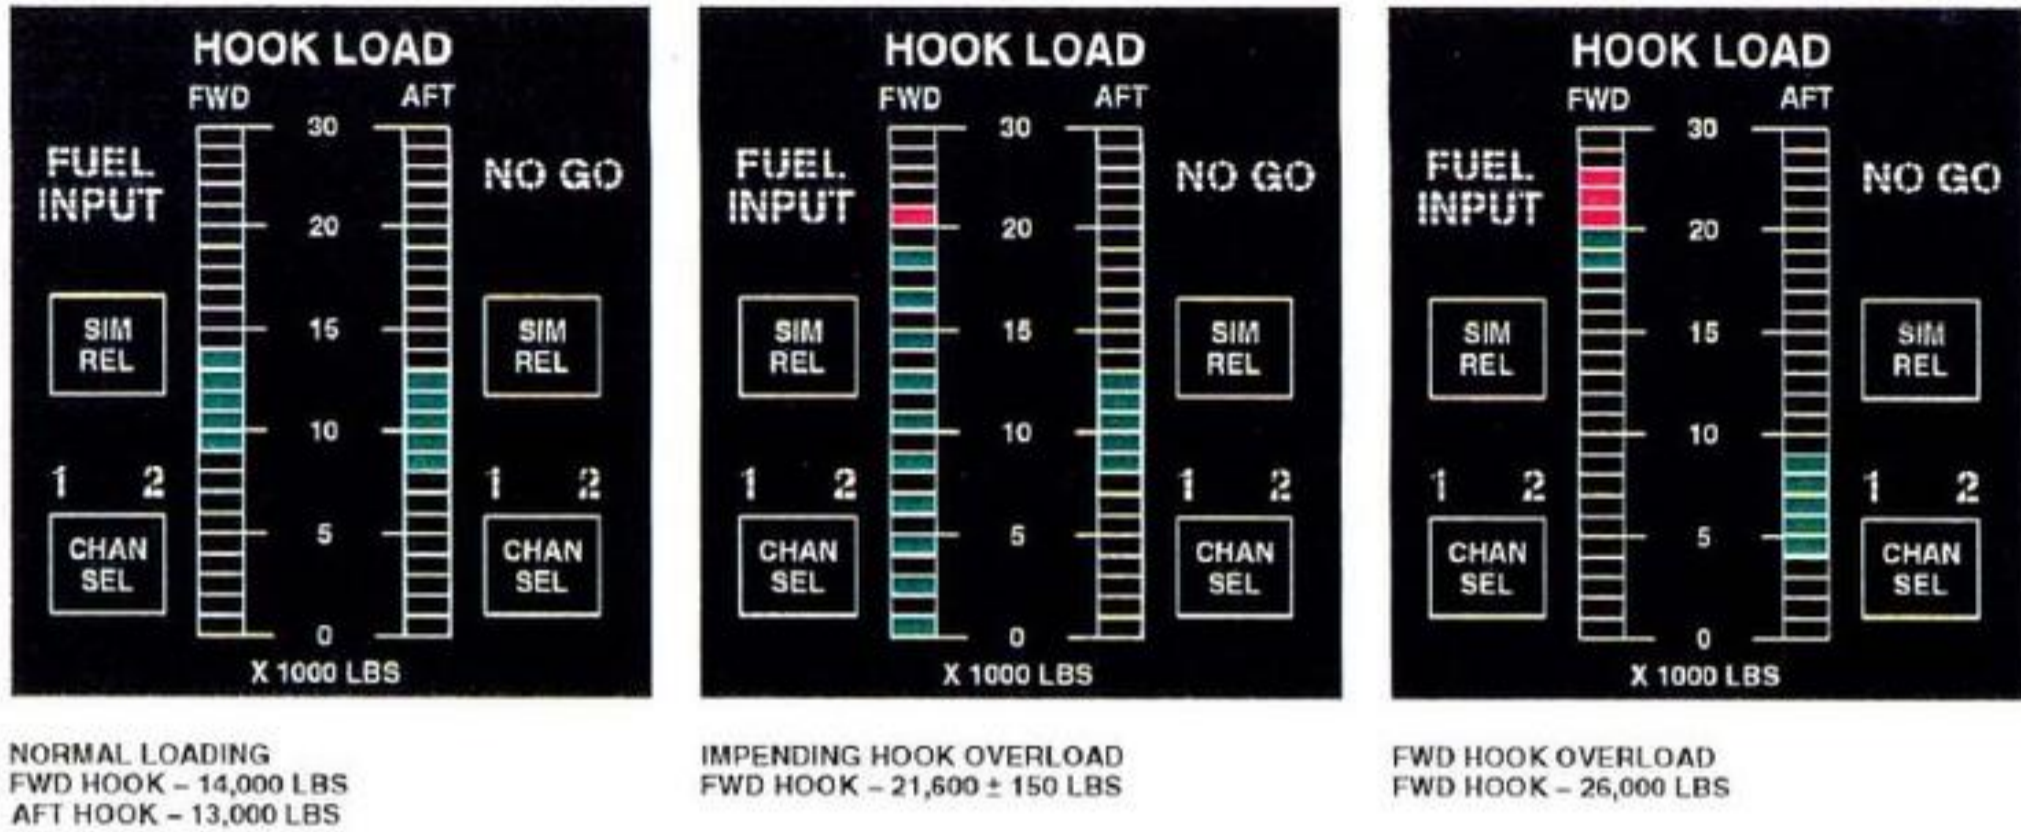 HOOK LOAD
FWD AFT
30
FUEL
INPUT
NO GO
20
SIM
REL
15
SIM
REL
10
1 2
1 2
5
CHAN
SEL
CHAN
SEL
0
X 1000 LBS
NORMAL LOADING
FWD HOOK – 14,000 LBS
AFT HOOK – 13,000 LBS
HOOK LOAD
FWD AFT
30
FUEL
INPUT
NO GO
20
SIM
REL
15
SIM
REL
10
1 2
1 2
5
CHAN
SEL
CHAN
SEL
0
X 1000 LBS
IMPENDING HOOK OVERLOAD
FWD HOOK – 21,600 ± 150 LBS
HOOK LOAD
FWD AFT
30
FUEL
INPUT
NO GO
20
SIM
REL
15
SIM
REL
10
1 2
1 2
5
CHAN
SEL
CHAN
SEL
0
X 1000 LBS
FWD HOOK OVERLOAD
FWD HOOK – 26,000 LBS